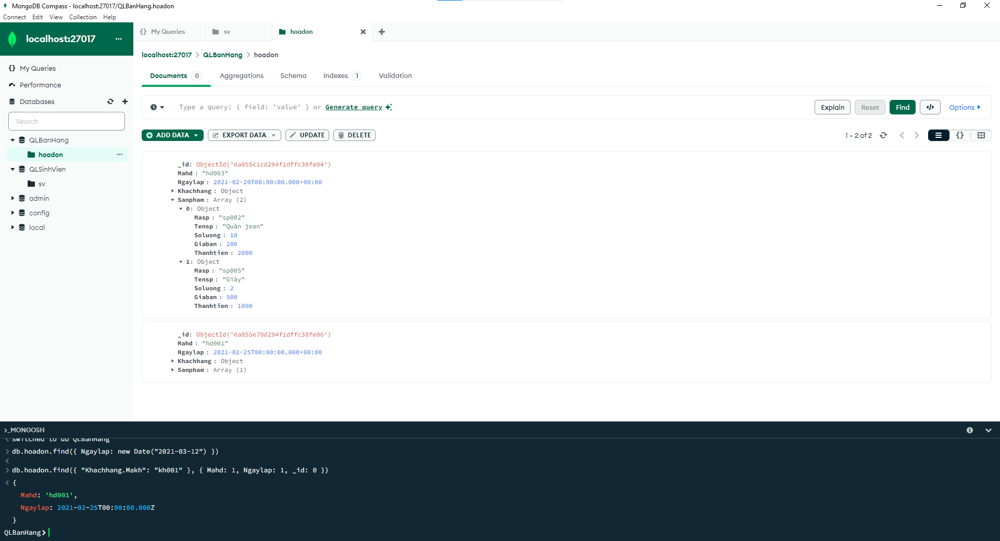 MongoDB Compass - localhost:27017/QLBanHang.hoadon
Connect Edit View Collection Help
localhost:27017 ...
{} My Queries
sv
hoadon
localhost:27017 > QLBanHang > hoadon
My Queries
Performance
Databases
Search
QLBanHang
hoadon ...
QLSinhVien
sv
admin
config
local
Documents 0 Aggregations Schema Indexes 1 Validation
Type a query: { field: 'value' } or Generate query
Explain Reset Find </> Options
ADD DATA EXPORT DATA UPDATE DELETE
1 – 2 of 2
_id: ObjectId('6a855c1cd294f1dffc38fe04')
Mahd : "hd003"
Ngaylap : 2021-02-20T00:00:00.000+00:00
Khachhang : Object
Sanpham : Array (2)
0: Object
Masp : "sp002"
Tensp : "Quần jean"
Soluong : 10
Giaban : 200
Thanhtien : 2000
1: Object
Masp : "sp005"
Tensp : "Giày"
Soluong : 2
Giaban : 500
Thanhtien : 1000
_id: ObjectId('6a855e70d294f1dffc38fe06')
Mahd : "hd001"
Ngaylap : 2021-02-25T00:00:00.000+00:00
Khachhang : Object
Sanpham : Array (1)
>_MONGOSH
< switched to db QLBanHang
> db.hoadon.find({ Ngaylap: new Date("2021-03-12") })
<
> db.hoadon.find({ "Khachhang.Makh": "kh001" }, { Mahd: 1, Ngaylap: 1, _id: 0 })
< {
Mahd: 'hd001',
Ngaylap: 2021-02-25T00:00:00.000Z
}
QLBanHang>